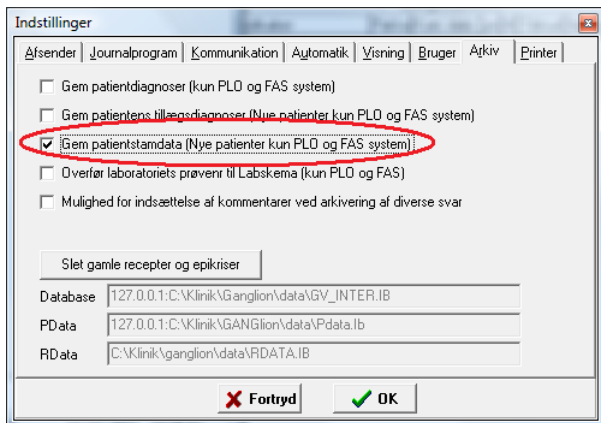 Indstillinger
Afsender Journalprogram Kommunikation Automatik Visning Bruger Arkiv Printer
Gem patientdiagnoser (kun PLO og FAS system)
Gem patientens tillægsdiagnoser (Nye patienter kun PLO og FAS system)
Gem patientstamdata (Nye patienter kun PLO og FAS system)
Overfør laboratoriets prøvenr til Labskema (kun PLO og FAS)
Mulighed for indsættelse af kommentarer ved arkivering af diverse svar
Slet gamle recepter og epikriser
Database 127.0.0.1:C:\Klinik\Ganglion\data\GV_INTER.IB
PData 127.0.0.1:C:\Klinik\GANGlion\data\Pdata.Ib
RData C:\Klinik\ganglion\data\RDATA.IB
Fortryd OK